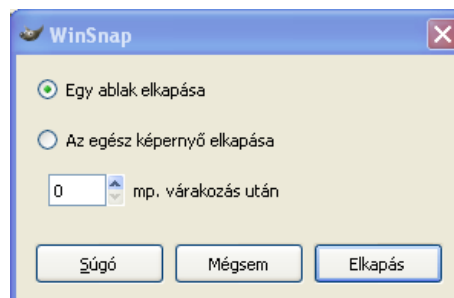 WinSnap
Egy ablak elkapása
Az egész képernyő elkapása
0 mp. várakozás után
Súgó Mégsem Elkapás